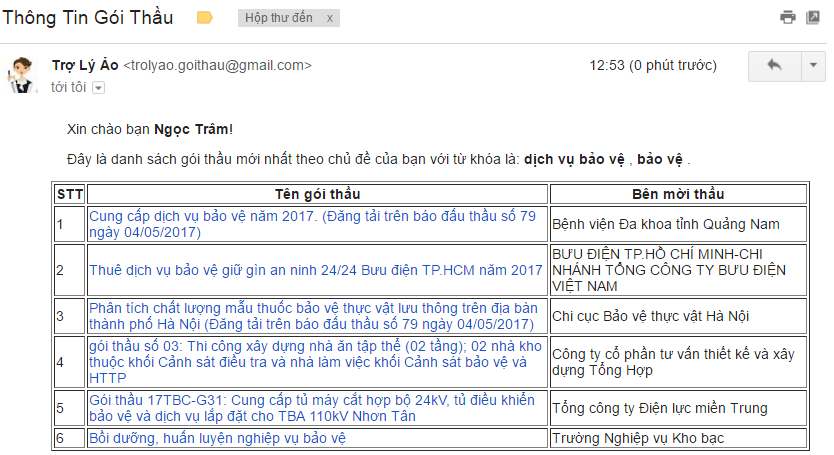 Thông Tin Gói Thầu
Hộp thư đến x
Trợ Lý Ảo <trolyao.goithau@gmail.com> 12:53 (0 phút trước)
tới tôi
Xin chào bạn Ngọc Trâm!
Đây là danh sách gói thầu mới nhất theo chủ đề của bạn với từ khóa là: dịch vụ bảo vệ , bảo vệ .
STT Tên gói thầu Bên mời thầu
1 Cung cấp dịch vụ bảo vệ năm 2017. (Đăng tải trên báo đấu thầu số 79
ngày 04/05/2017)
Bệnh viện Đa khoa tỉnh Quảng Nam
2 Thuê dịch vụ bảo vệ giữ gìn an ninh 24/24 Bưu điện TP.HCM năm 2017
BƯU ĐIỆN TP.HỒ CHÍ MINH-CHI
NHÁNH TỔNG CÔNG TY BƯU ĐIỆN
VIỆT NAM
3 Phân tích chất lượng mẫu thuốc bảo vệ thực vật lưu thông trên địa bàn
thành phố Hà Nội (Đăng tải trên báo đấu thầu số 79 ngày 04/05/2017)
Chi cục Bảo vệ thực vật Hà Nội
4 gói thầu số 03: Thi công xây dựng nhà ăn tập thể (02 tầng); 02 nhà kho
thuộc khối Cảnh sát điều tra và nhà làm việc khối Cảnh sát bảo vệ và
HTTP
Công ty cổ phần tư vấn thiết kế và xây
dựng Tổng Hợp
5 Gói thầu 17TBC-G31: Cung cấp tủ máy cắt hợp bộ 24kV, tủ điều khiển
bảo vệ và dịch vụ lắp đặt cho TBA 110kV Nhơn Tân
Tổng công ty Điện lực miền Trung
6 Bồi dưỡng, huấn luyện nghiệp vụ bảo vệ
Trường Nghiệp vụ Kho bạc